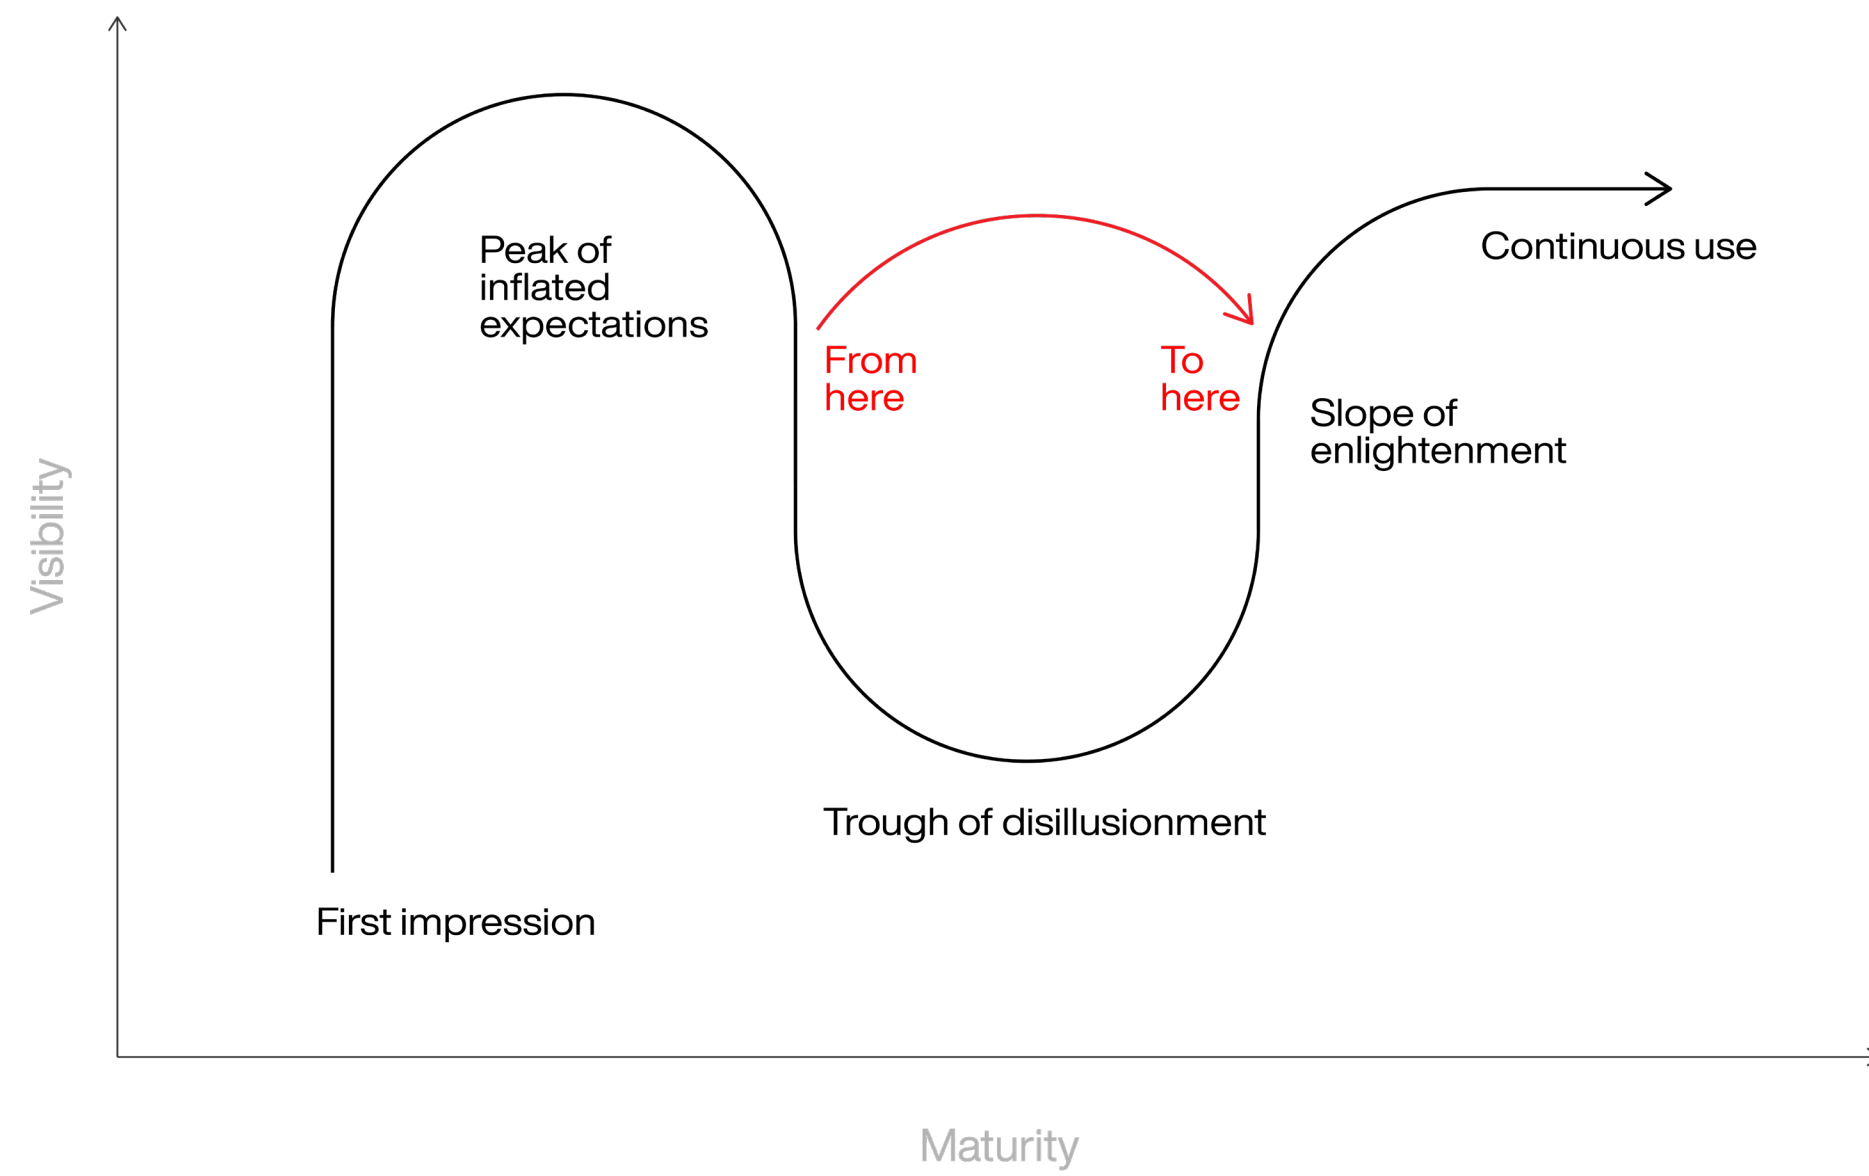 Peak of
inflated
expectations
Continuous use
From
here
To
here
Slope of
enlightenment
Visibility
Trough of disillusionment
First impression
Maturity